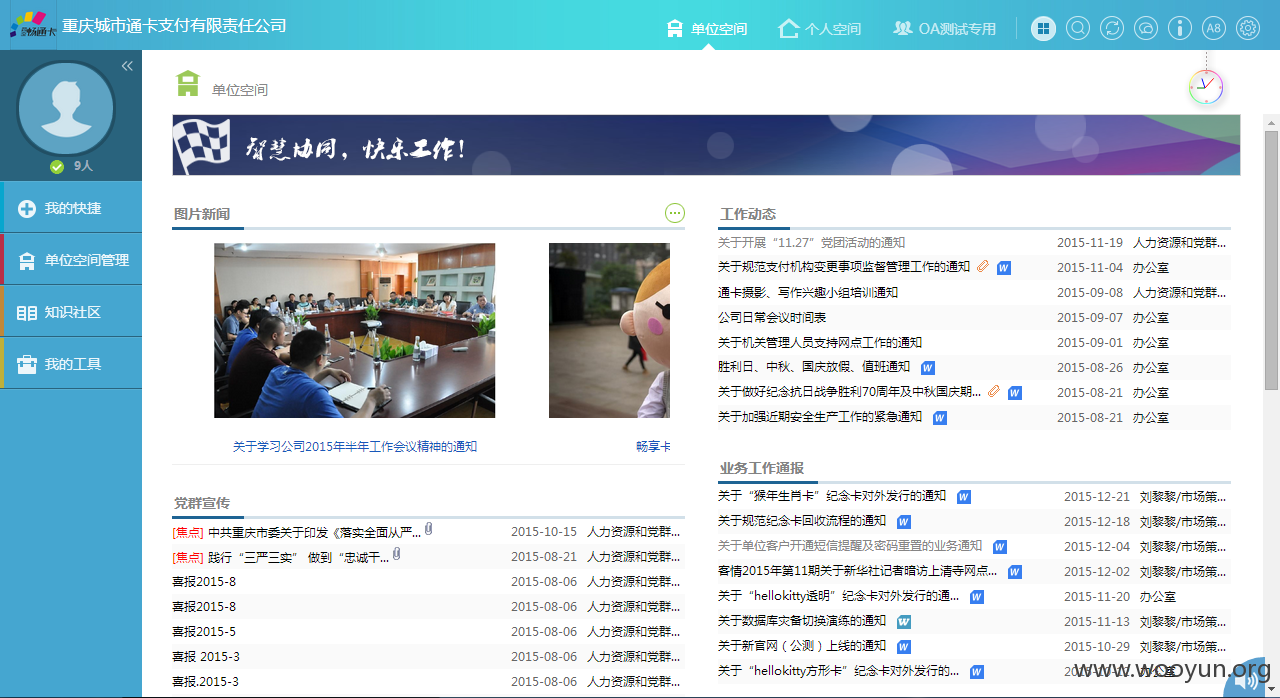 重庆城市通卡支付有限责任公司
单位空间
个人空间
OA测试专用
A8
9人
我的快捷
单位空间管理
知识社区
我的工具
单位空间
智慧协同，快乐工作！
图片新闻
关于学习公司2015年半年工作会议精神的通知
畅享卡
党群宣传
[焦点] 中共重庆市委关于印发《落实全面从严... 2015-10-15 人力资源和党群...
[焦点] 践行“三严三实” 做到“忠诚干... 2015-08-21 人力资源和党群...
喜报2015-8 2015-08-06 人力资源和党群...
喜报2015-8 2015-08-06 人力资源和党群...
喜报2015-5 2015-08-06 人力资源和党群...
喜报 2015-3 2015-08-06 人力资源和党群...
喜报.2015-3 2015-08-06 人力资源和党群...
工作动态
关于开展“11.27”党团活动的通知 2015-11-19 人力资源和党群...
关于规范支付机构变更事项监督管理工作的通知 2015-11-04 办公室
通卡摄影、写作兴趣小组培训通知 2015-09-08 人力资源和党群...
公司日常会议时间表 2015-09-07 办公室
关于机关管理人员支持网点工作的通知 2015-09-01 办公室
胜利日、中秋、国庆放假、值班通知 2015-08-26 办公室
关于做好纪念抗日战争胜利70周年及中秋国庆期... 2015-08-21 办公室
关于加强近期安全生产工作的紧急通知 2015-08-21 办公室
业务工作通报
关于“猴年生肖卡”纪念卡对外发行的通知 2015-12-21 刘黎黎/市场策...
关于规范纪念卡回收流程的通知 2015-12-18 刘黎黎/市场策...
关于单位客户开通短信提醒及密码重置的业务通知 2015-12-04 刘黎黎/市场策...
客情2015年第11期关于新华社记者暗访上清寺网点... 2015-12-02 刘黎黎/市场策...
关于“hellokitty透明”纪念卡对外发行的通... 2015-11-20 办公室
关于数据库灾备切换演练的通知 2015-11-13 刘黎黎/市场策...
关于新官网（公测）上线的通知 2015-10-29 刘黎黎/市场策...
关于“hellokitty方形卡”纪念卡对外发行的...
www.wooyun.org